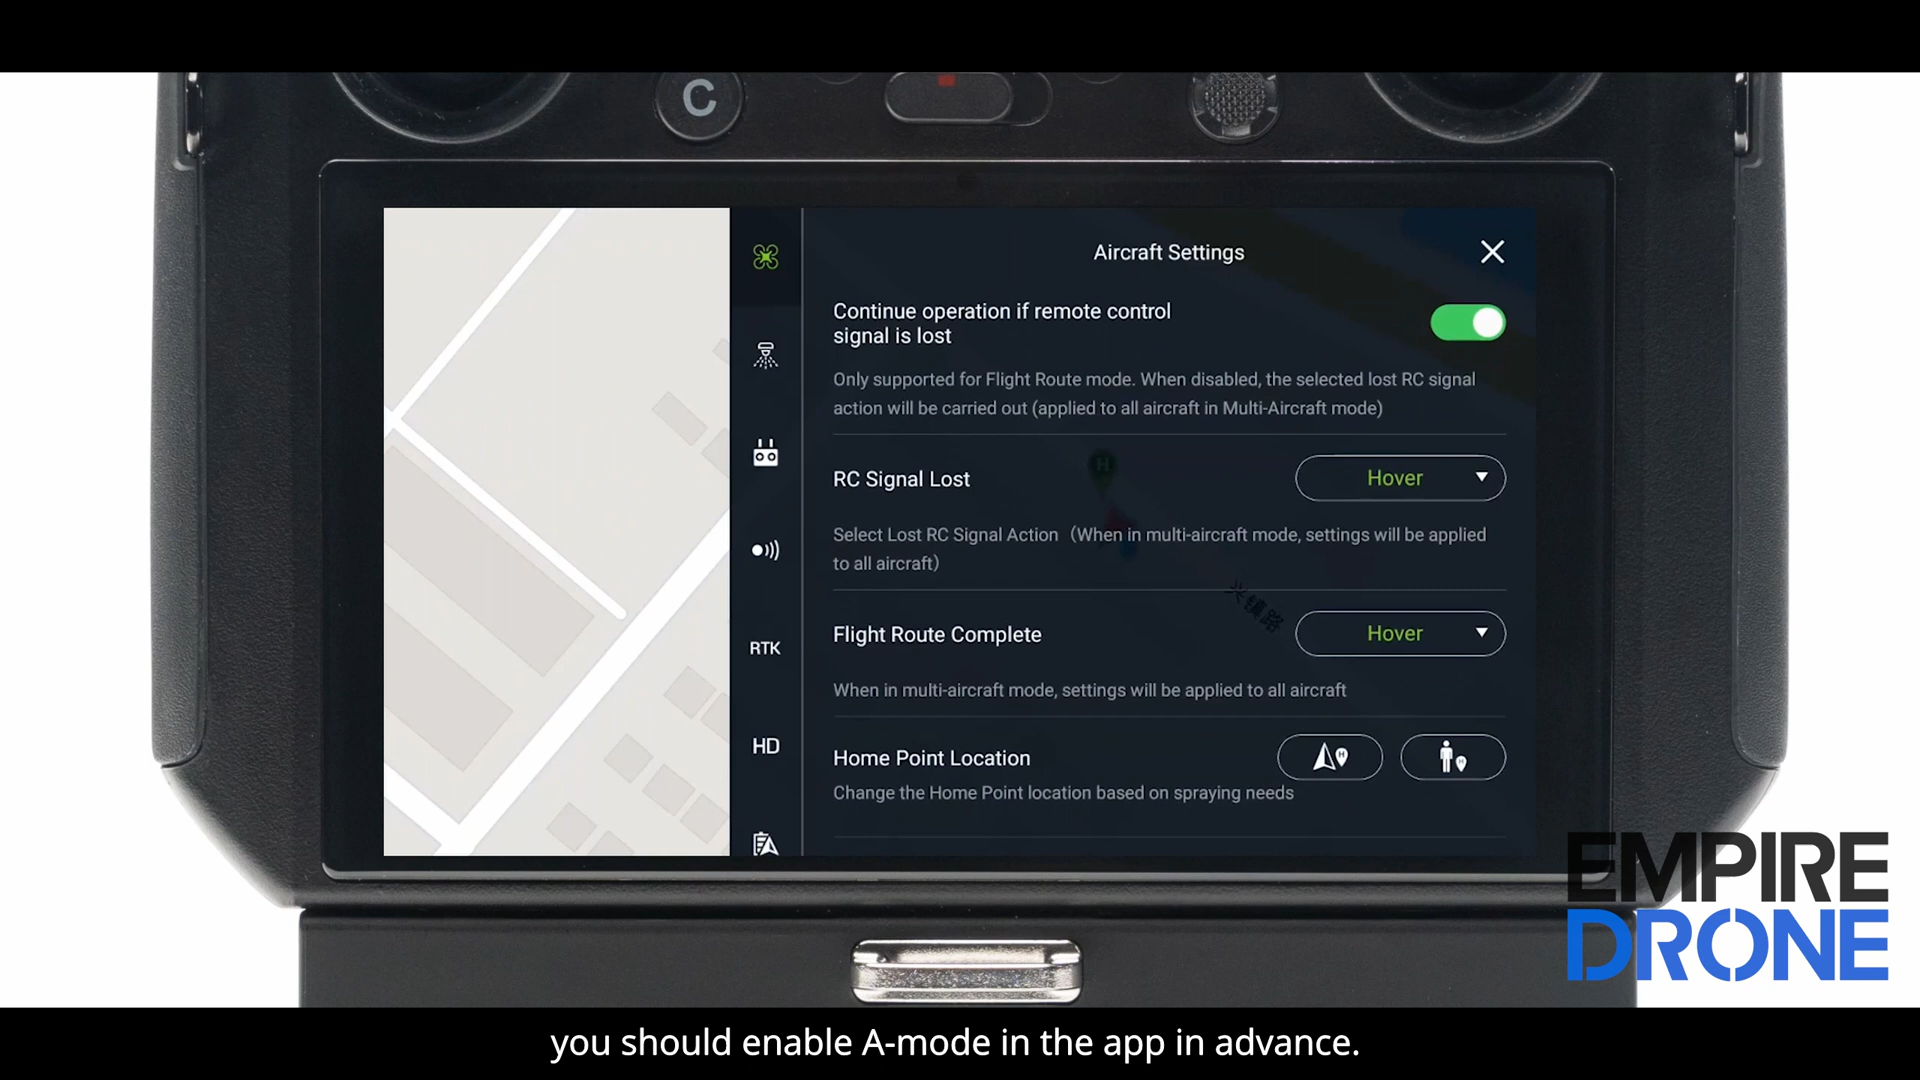 C
Aircraft Settings
Continue operation if remote control
signal is lost
Only supported for Flight Route mode. When disabled, the selected lost RC signal
action will be carried out (applied to all aircraft in Multi-Aircraft mode)
RC Signal Lost
Hover
Select Lost RC Signal Action（When in multi-aircraft mode, settings will be applied
to all aircraft）
兴镇路
Flight Route Complete
Hover
When in multi-aircraft mode, settings will be applied to all aircraft
Home Point Location
Change the Home Point location based on spraying needs
RTK
HD
H
EMPIRE
DRONE
you should enable A-mode in the app in advance.